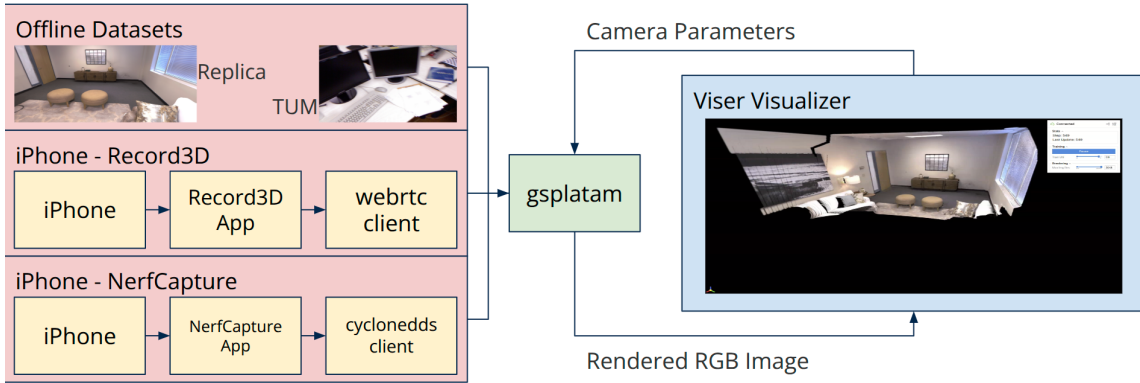 Offline Datasets
Replica
TUM
iPhone - Record3D
iPhone
Record3D
App
webrtc
client
iPhone - NerfCapture
iPhone
NerfCapture
App
cyclonedds
client
gsplatam
Camera Parameters
Viser Visualizer
Rendered RGB Image